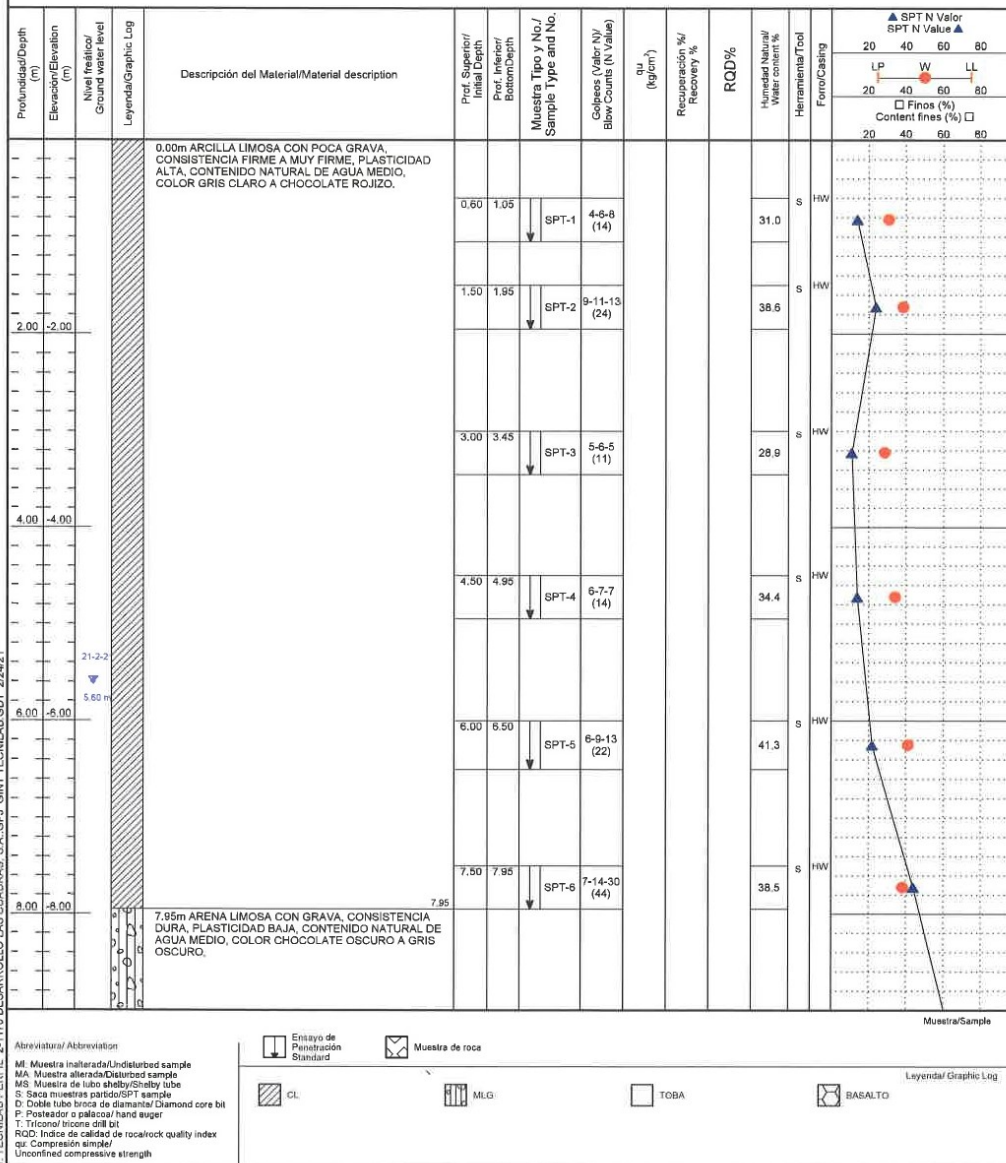 Profundidad/Depth
(m)
Elevación/Elevation
(m)
Nivel freático/
Ground water level
Leyenda/Graphic Log
Descripción del Material/Material description
Prof. Superior/
Initial Depth
Prof. Inferior/
BottomDepth
Muestra Tipo y No./
Sample Type and No.
Golpeos (Valor N)/
Blow Counts (N Value)
qu
(kg/cm²)
Recuperación %/
Recovery %
RQD%
Humedad Natural/
Water content %
Herramienta/Tool
Forro/Casing
▲ SPT N Valor
SPT N Value ▲
20 40 60 80
LP W LL
20 40 60 80
□ Finos (%)
Content fines (%) □
20 40 60 80
0.00m ARCILLA LIMOSA CON POCA GRAVA,
CONSISTENCIA FIRME A MUY FIRME, PLASTICIDAD
ALTA, CONTENIDO NATURAL DE AGUA MEDIO,
COLOR GRIS CLARO A CHOCOLATE ROJIZO.
0.60 1.05 SPT-1 4-6-8
(14) 31.0 S HW
1.50 1.95 SPT-2 9-11-13
(24) 38.6 S HW
2.00 -2.00
3.00 3.45 SPT-3 5-6-5
(11) 28.9 S HW
4.00 -4.00
4.50 4.95 SPT-4 6-7-7
(14) 34.4 S HW
21-2-2
5.60 m
6.00 -6.00
6.00 6.50 SPT-5 6-9-13
(22) 41.3 S HW
7.50 7.95 SPT-6 7-14-30
(44) 38.5 S HW
7.95
8.00 -8.00
7.95m ARENA LIMOSA CON GRAVA, CONSISTENCIA
DURA, PLASTICIDAD BAJA, CONTENIDO NATURAL DE
AGUA MEDIO, COLOR CHOCOLATE OSCURO A GRIS
OSCURO.
Muestra/Sample
Abreviatura/ Abbreviation
MI: Muestra inalterada/Undisturbed sample
MA: Muestra alterada/Disturbed sample
MS: Muestra de tubo shelby/Shelby tube
S: Saca muestras partido/SPT sample
D: Doble tubo broca de diamante/ Diamond core bit
P: Posteador o palacoa/ hand auger
T: Tricono/ tricone drill bit
RQD: Indice de calidad de roca/rock quality index
qu: Compresión simple/
Unconfined compressive strength
Ensayo de
Penetración
Standard
Muestra de roca
Leyenda/ Graphic Log
CL
MLG
TOBA
BASALTO